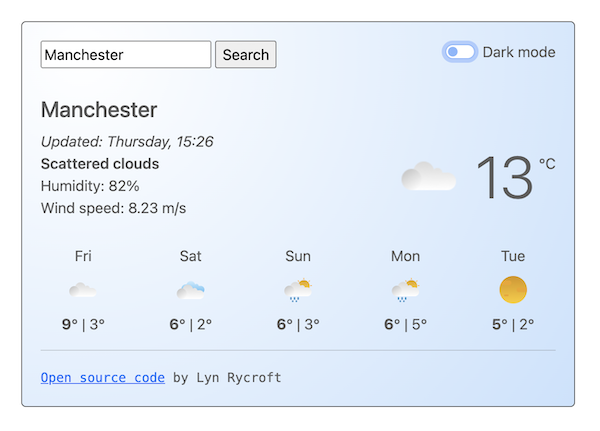 Manchester Search Dark mode
Manchester
Updated: Thursday, 15:26
Scattered clouds
Humidity: 82%
Wind speed: 8.23 m/s
13 °C
Fri Sat Sun Mon Tue
9° | 3° 6° | 2° 6° | 3° 6° | 5° 5° | 2°
Open source code by Lyn Rycroft